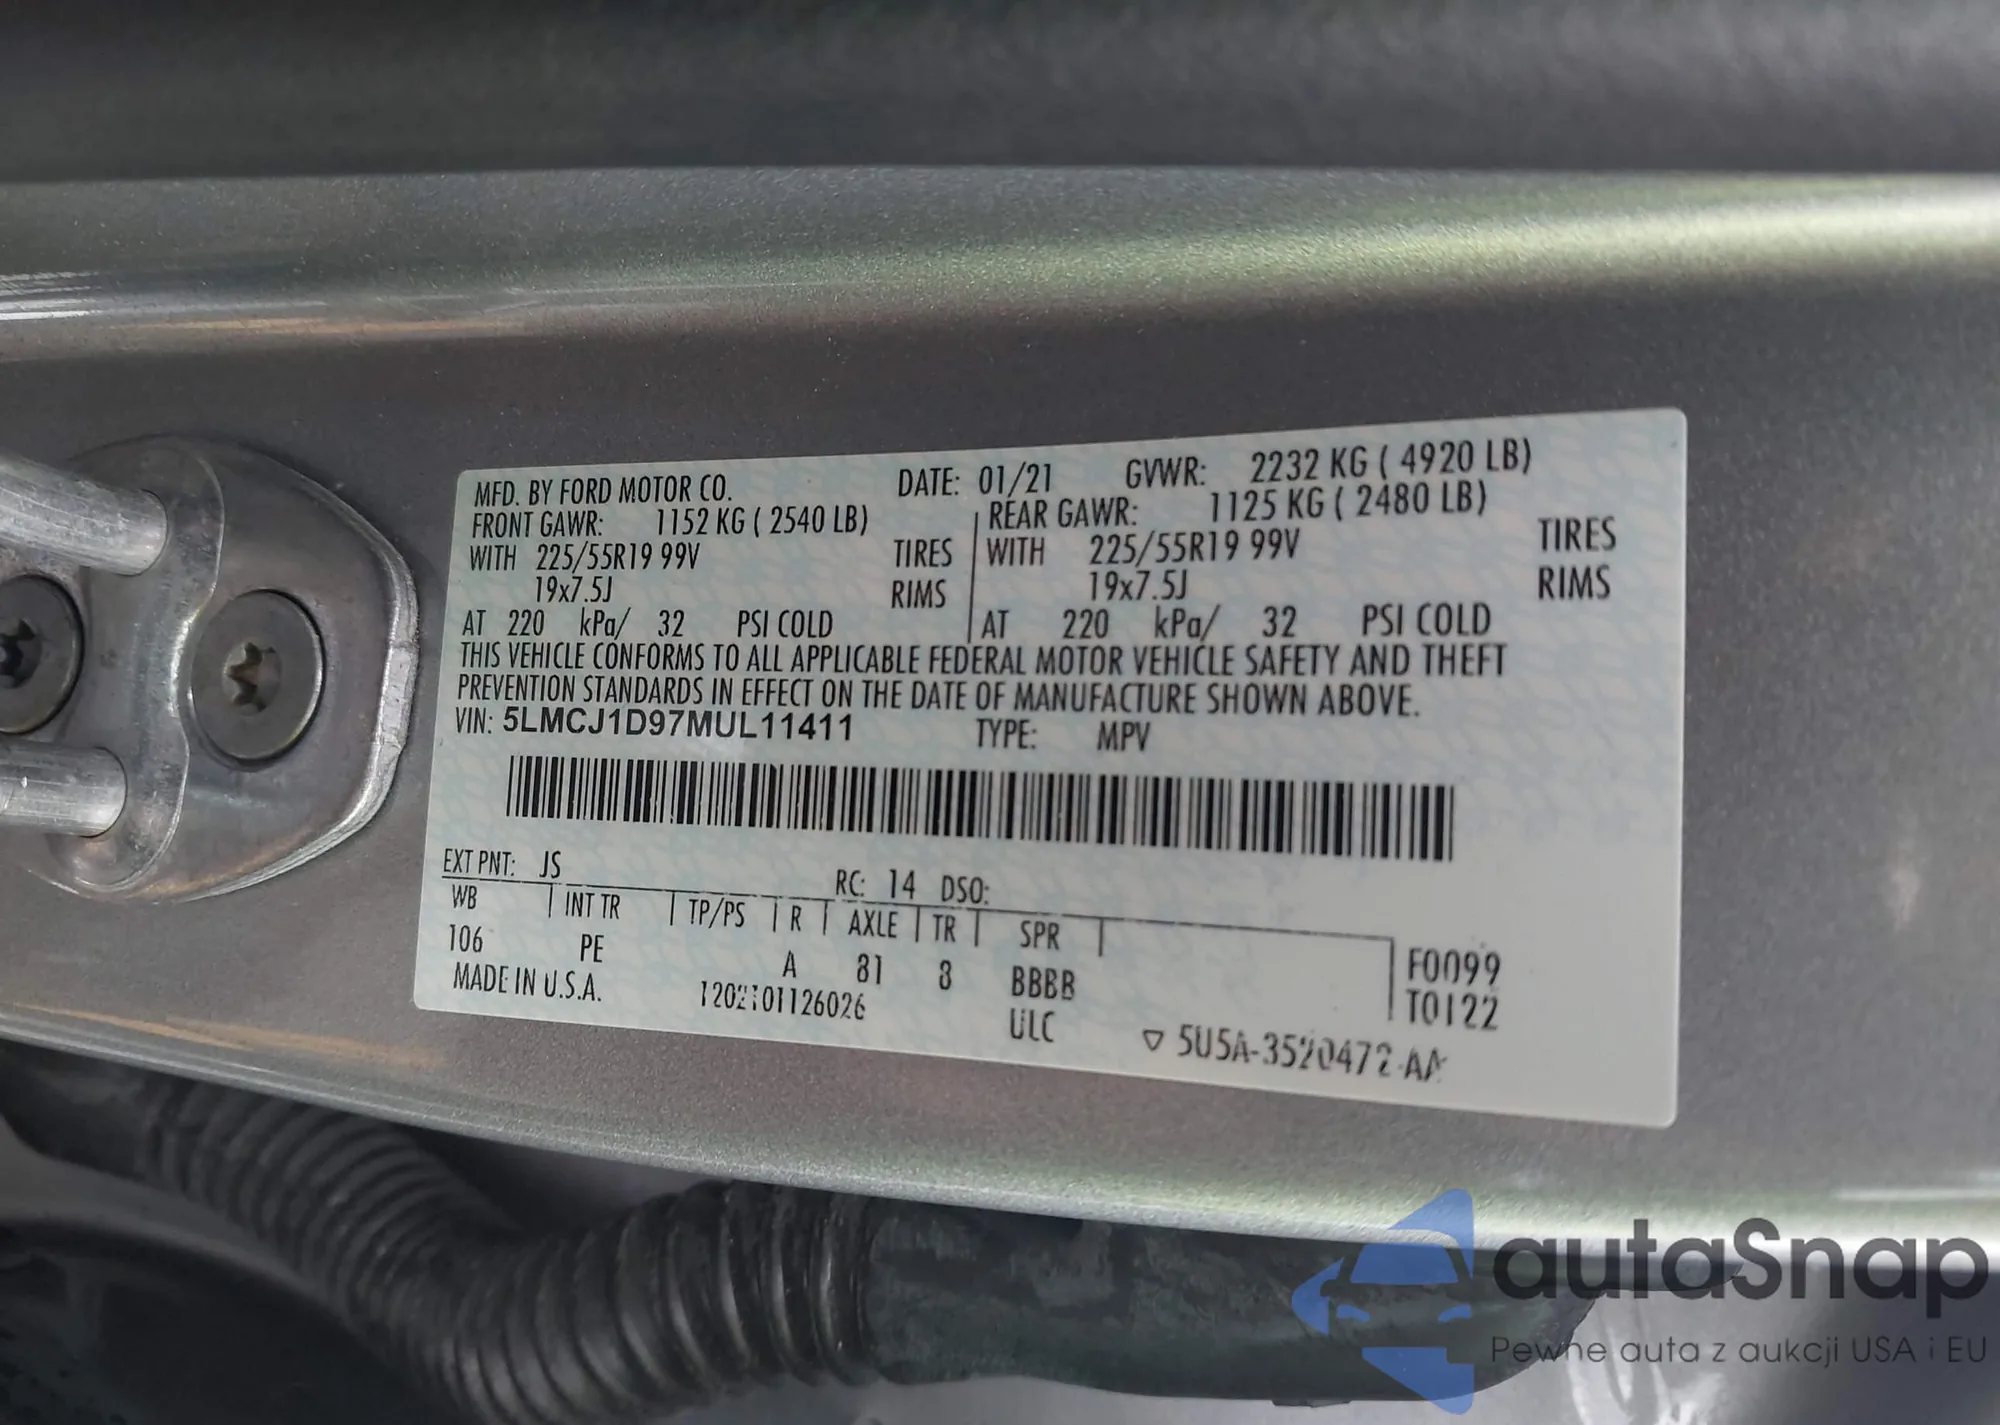 MFD. BY FORD MOTOR CO. DATE: 01/21 GVWR: 2232 KG ( 4920 LB)
FRONT GAWR: 1152 KG ( 2540 LB) REAR GAWR: 1125 KG ( 2480 LB)
WITH 225/55R19 99V TIRES WITH 225/55R19 99V TIRES
19x7.5J RIMS 19x7.5J RIMS
AT 220 kPa/ 32 PSI COLD AT 220 kPa/ 32 PSI COLD
THIS VEHICLE CONFORMS TO ALL APPLICABLE FEDERAL MOTOR VEHICLE SAFETY AND THEFT
PREVENTION STANDARDS IN EFFECT ON THE DATE OF MANUFACTURE SHOWN ABOVE.
VIN: 5LMCJ1D97MUL11411 TYPE: MPV
EXT PNT: JS RC: 14 DSO:
WB INT TR TP/PS R AXLE TR SPR
106 PE A 81 8 BBBB F0099
MADE IN U.S.A. 1202101126026 ULC T0122
5U5A-3520472-AA
autaSnap
Pewne auta z aukcji USA i EU